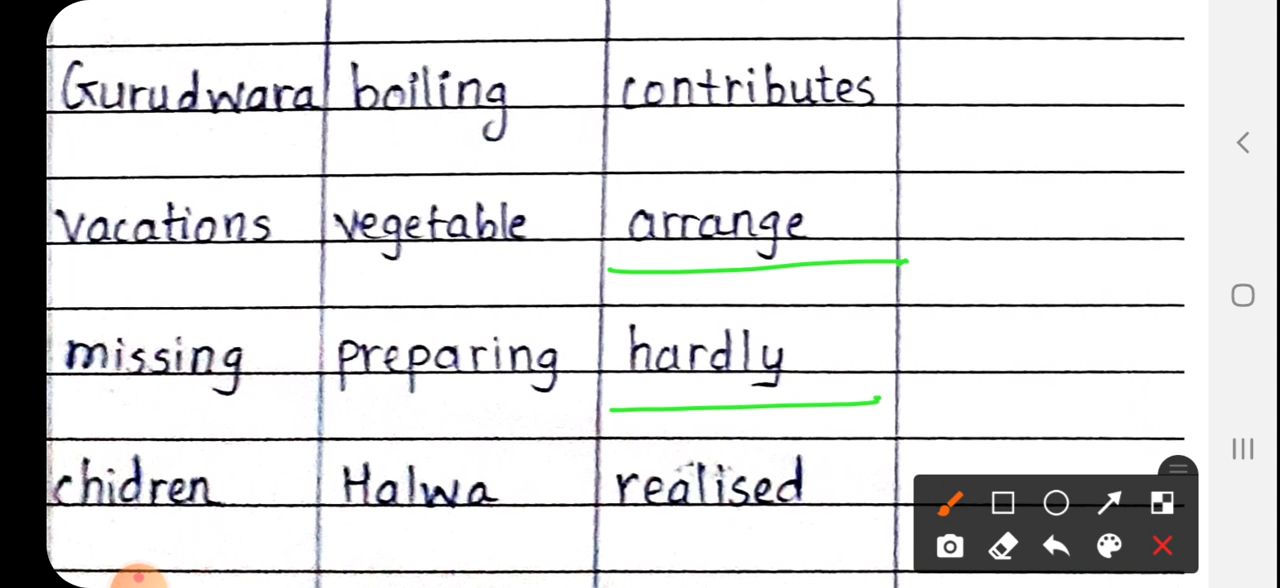 Gurudwara boiling contributes
vacations vegetable arrange
missing preparing hardly
chidren Halwa realised